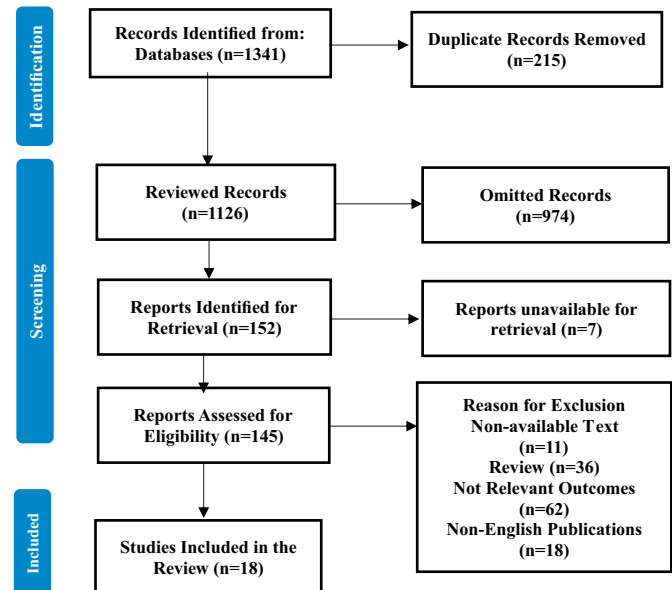 Identification
Records Identified from:
Databases (n=1341)
Duplicate Records Removed
(n=215)
Screening
Reviewed Records
(n=1126)
Omitted Records
(n=974)
Reports Identified for
Retrieval (n=152)
Reports unavailable for
retrieval (n=7)
Reports Assessed for
Eligibility (n=145)
Reason for Exclusion
Non-available Text
(n=11)
Review (n=36)
Not Relevant Outcomes
(n=62)
Non-English Publications
(n=18)
Included
Studies Included in the
Review (n=18)